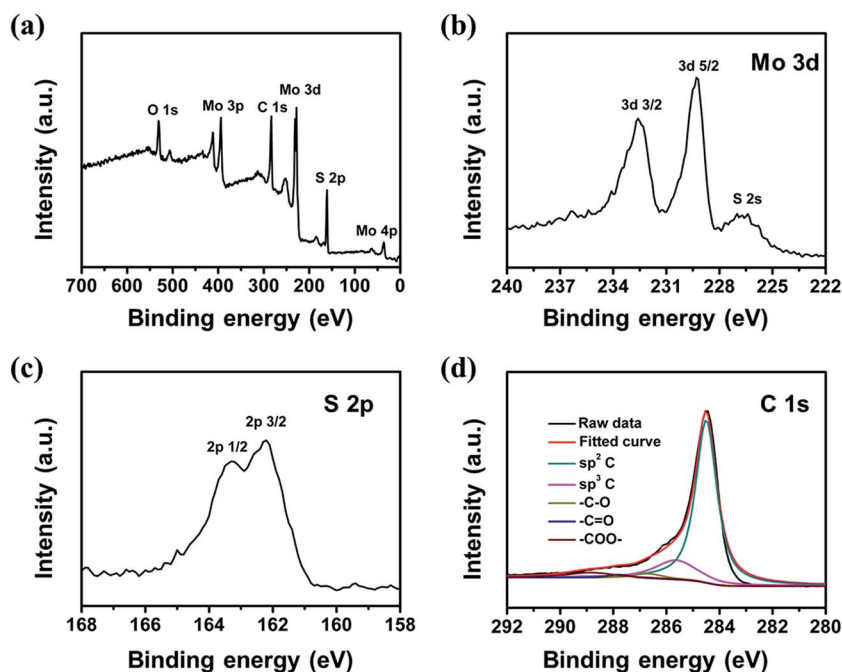 (a)
Intensity (a.u.)
O 1s
Mo 3p
C 1s
Mo 3d
S 2p
Mo 4p
700 600 500 400 300 200 100 0
Binding energy (eV)
(b)
Intensity (a.u.)
Mo 3d
3d 3/2
3d 5/2
S 2s
240 237 234 231 228 225 222
Binding energy (eV)
(c)
Intensity (a.u.)
S 2p
2p 1/2
2p 3/2
168 166 164 162 160 158
Binding energy (eV)
(d)
Intensity (a.u.)
C 1s
Raw data
Fitted curve
sp² C
sp³ C
-C-O
-C=O
-COO-
292 290 288 286 284 282 280
Binding energy (eV)